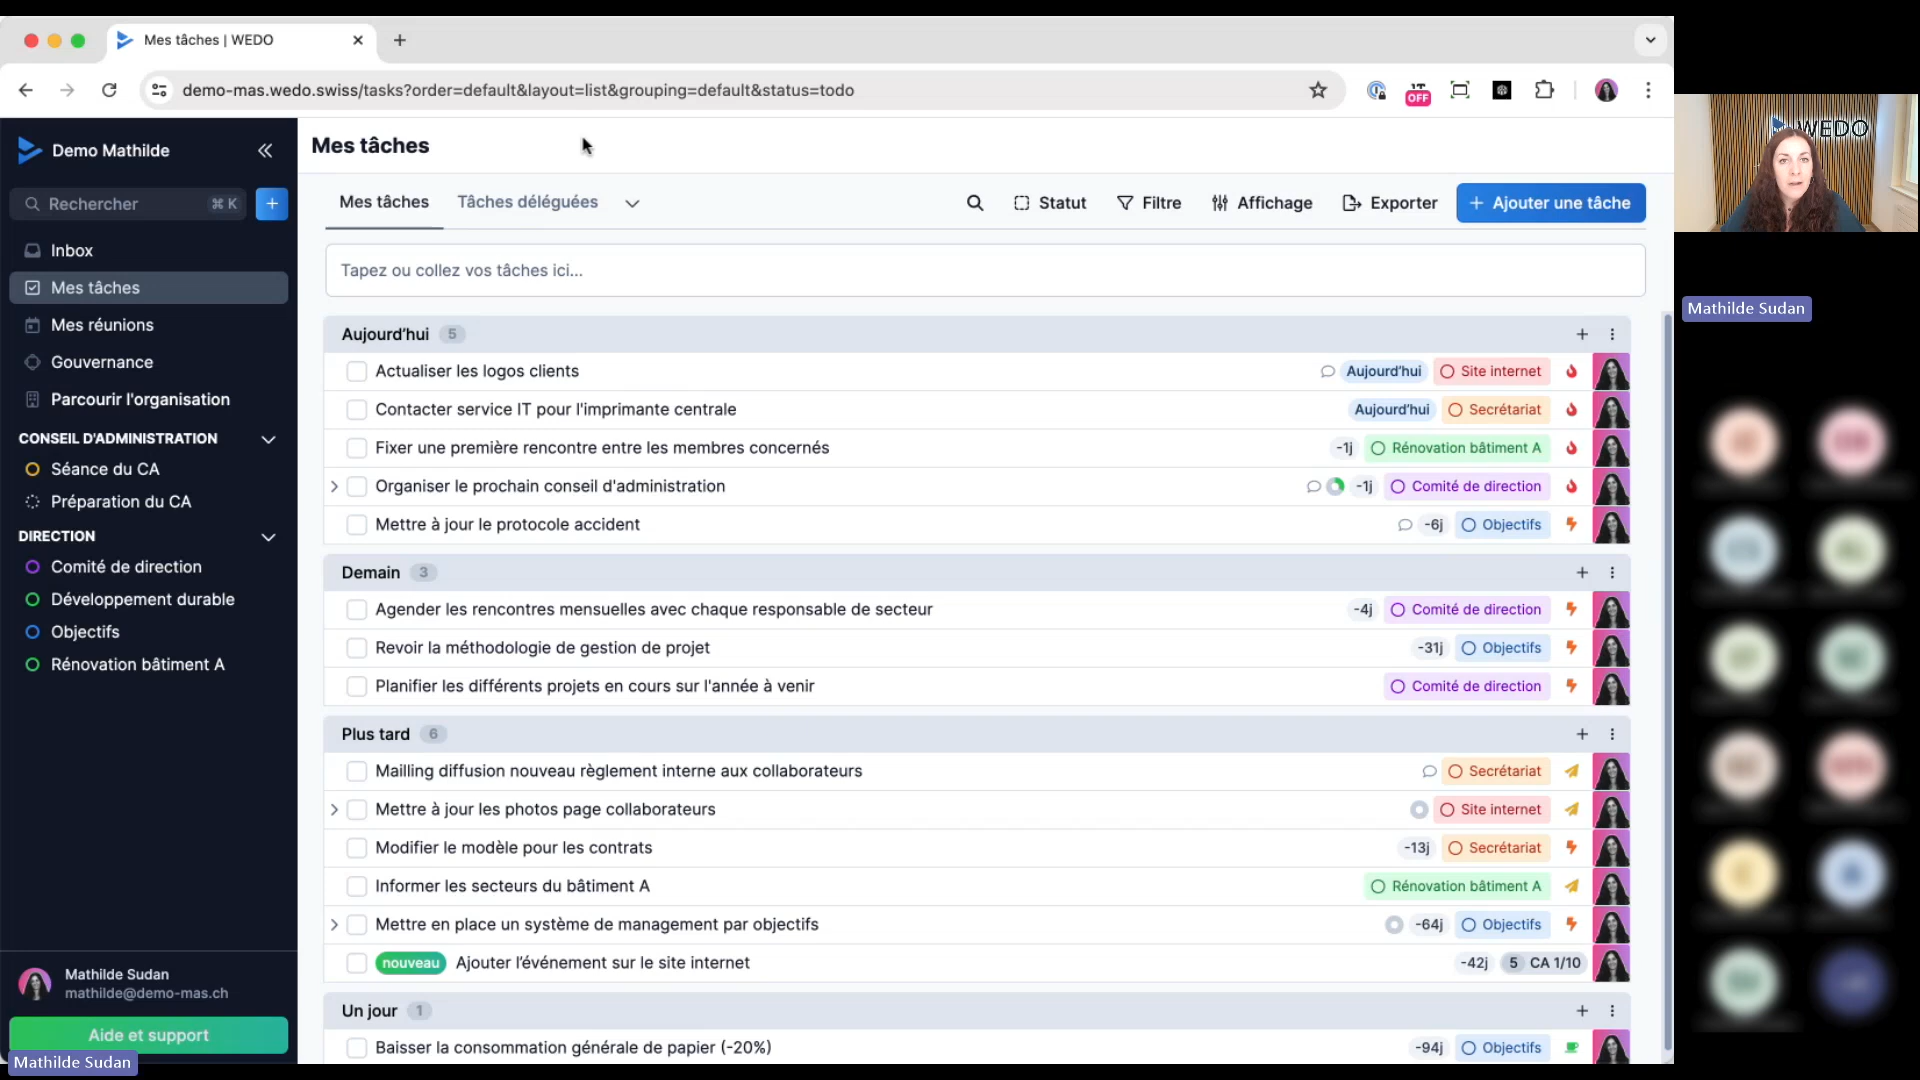 Mes tâches | WEDO
demo-mas.wedo.swiss/tasks?order=default&layout=list&grouping=default&status=todo
OFF
Demo Mathilde
Rechercher ⌘ K
+
Inbox
Mes tâches
Mes réunions
Gouvernance
Parcourir l'organisation
CONSEIL D'ADMINISTRATION
Séance du CA
Préparation du CA
DIRECTION
Comité de direction
Développement durable
Objectifs
Rénovation bâtiment A
Mathilde Sudan
mathilde@demo-mas.ch
Aide et support
Mathilde Sudan
Mes tâches
Mes tâches Tâches déléguées Statut Filtre Affichage Exporter + Ajouter une tâche
Tapez ou collez vos tâches ici...
Aujourd'hui 5
Actualiser les logos clients Aujourd'hui Site internet
Contacter service IT pour l'imprimante centrale Aujourd'hui Secrétariat
Fixer une première rencontre entre les membres concernés -1j Rénovation bâtiment A
Organiser le prochain conseil d'administration -1j Comité de direction
Mettre à jour le protocole accident -6j Objectifs
Demain 3
Agender les rencontres mensuelles avec chaque responsable de secteur -4j Comité de direction
Revoir la méthodologie de gestion de projet -31j Objectifs
Planifier les différents projets en cours sur l'année à venir Comité de direction
Plus tard 6
Mailling diffusion nouveau règlement interne aux collaborateurs Secrétariat
Mettre à jour les photos page collaborateurs Site internet
Modifier le modèle pour les contrats -13j Secrétariat
Informer les secteurs du bâtiment A Rénovation bâtiment A
Mettre en place un système de management par objectifs -64j Objectifs
nouveau Ajouter l'événement sur le site internet -42j 5 CA 1/10
Un jour 1
Baisser la consommation générale de papier (-20%) -94j Objectifs
WEDO
Mathilde Sudan